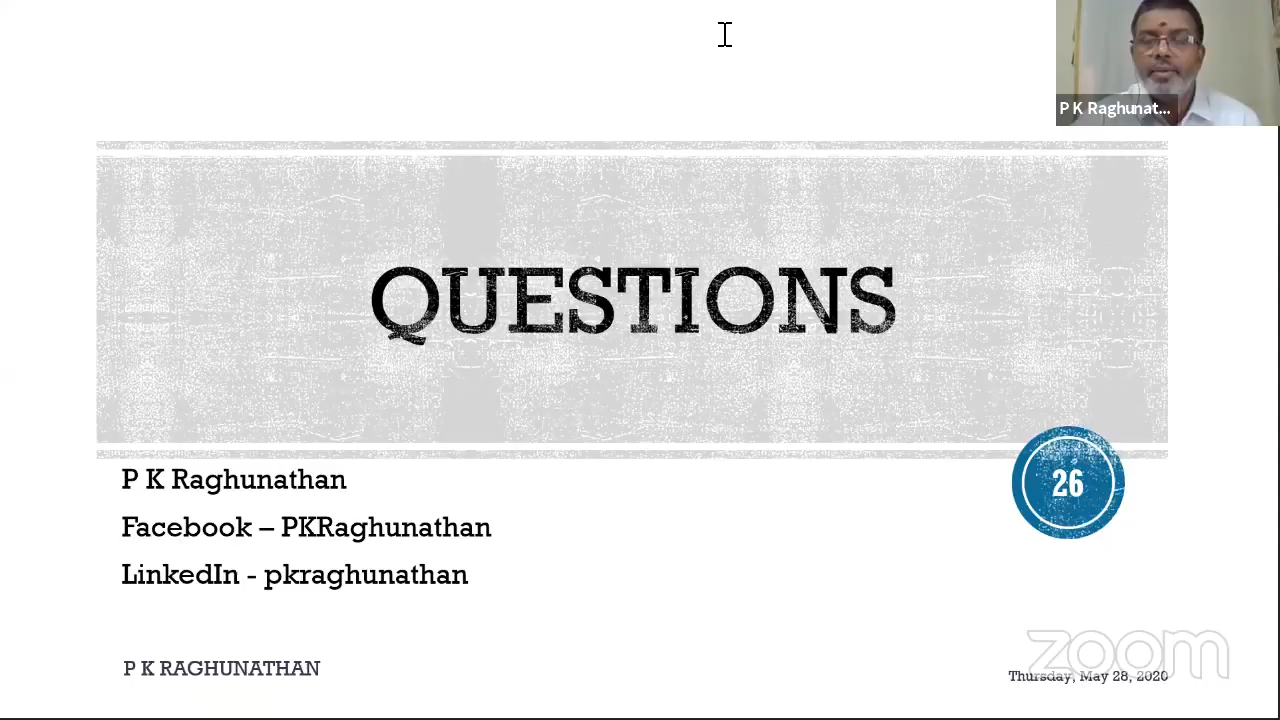 P K Raghunat...
QUESTIONS
P K Raghunathan
26
Facebook – PKRaghunathan
LinkedIn - pkraghunathan
zoom
P K RAGHUNATHAN
Thursday, May 28, 2020